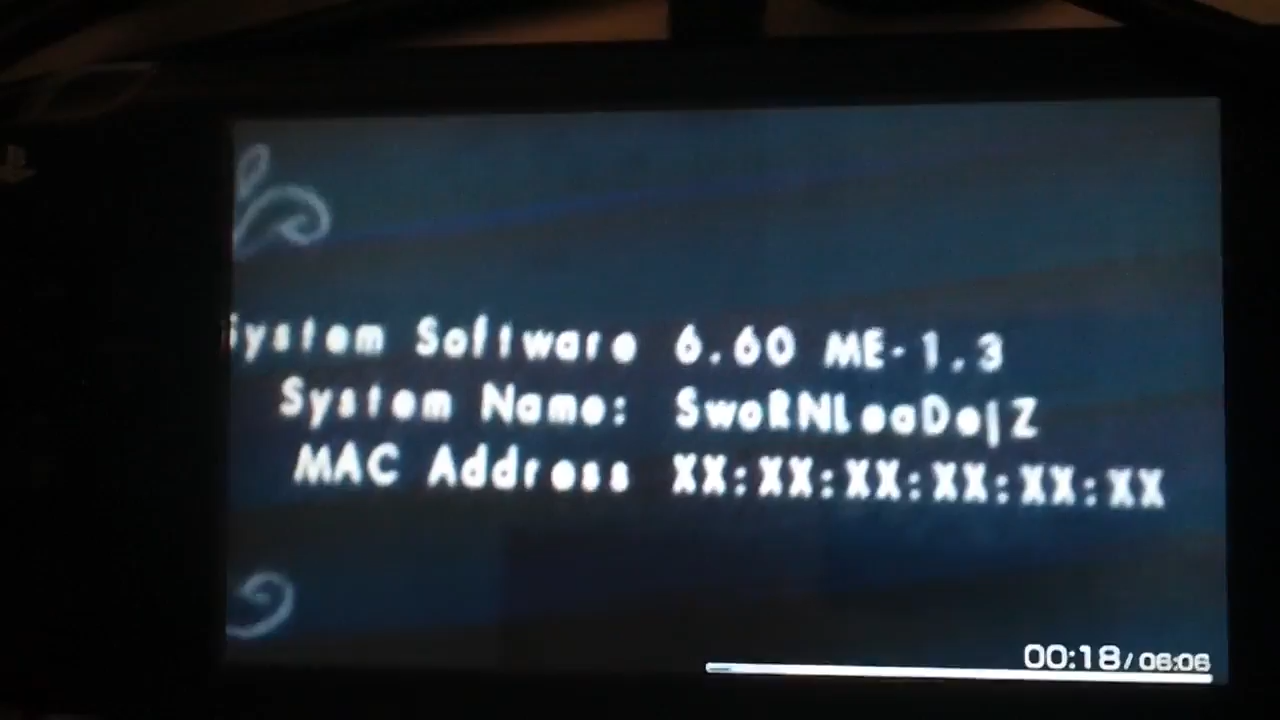 System Software 6.60 ME-1.3
System Name: SwoRNLeaDejZ
MAC Address XX:XX:XX:XX:XX:XX
00:18/06:06